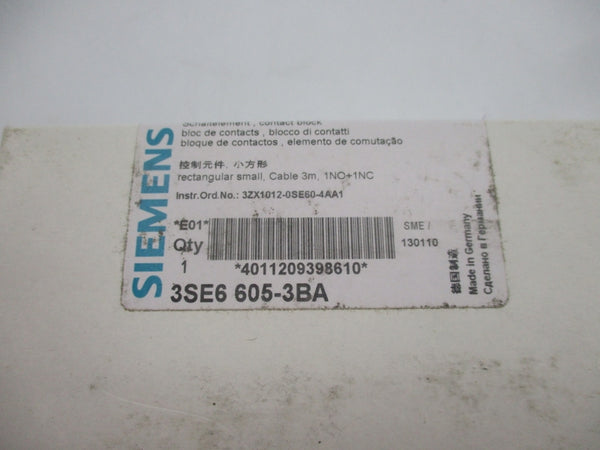 SIEMENS
Schaltelement, contact block
bloc de contacts, blocco di contatti
bloque de contactos, elemento de comutação
控制元件, 小方形
rectangular small, Cable 3m, 1NO+1NC
Instr.Ord.No.: 3ZX1012-0SE60-4AA1
*E01*
Qty
1
*4011209398610*
SME /
130110
3SE6 605-3BA
德国制造
Made in Germany
Сделано в Германии